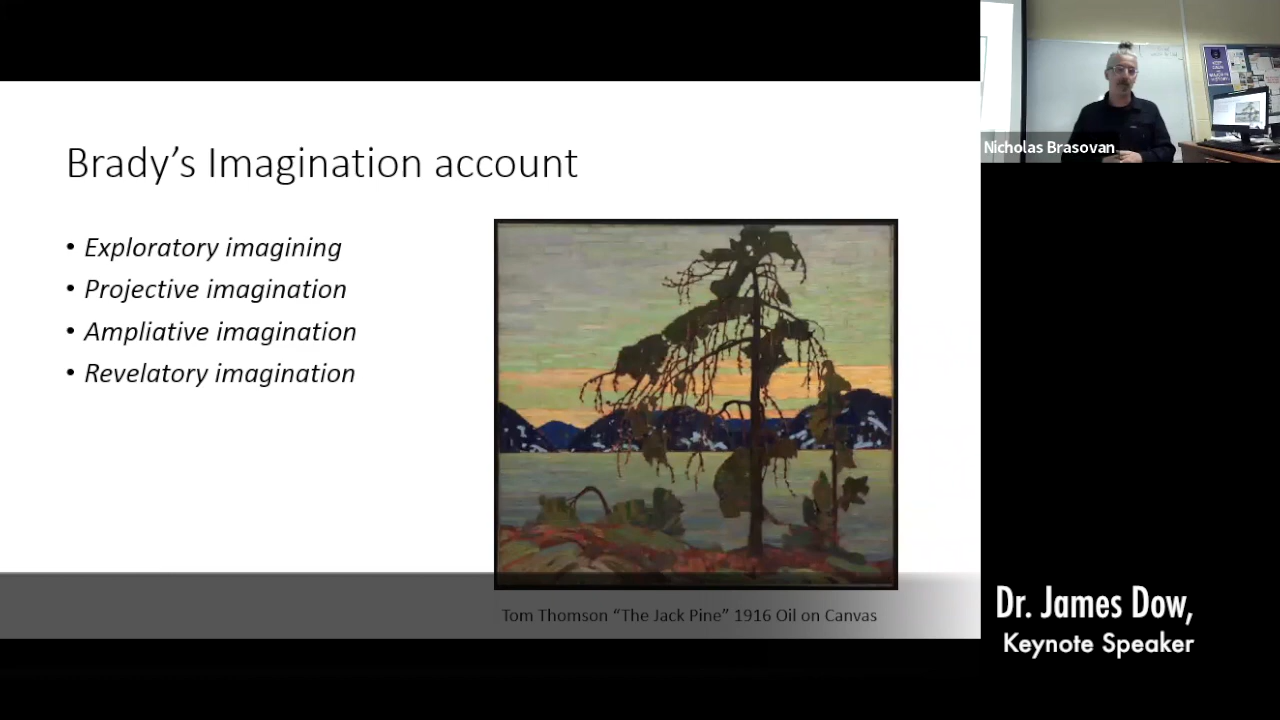 Brady’s Imagination account
• Exploratory imagining
• Projective imagination
• Ampliative imagination
• Revelatory imagination
Tom Thomson “The Jack Pine” 1916 Oil on Canvas
Nicholas Brasovan
Dr. James Dow,
Keynote Speaker